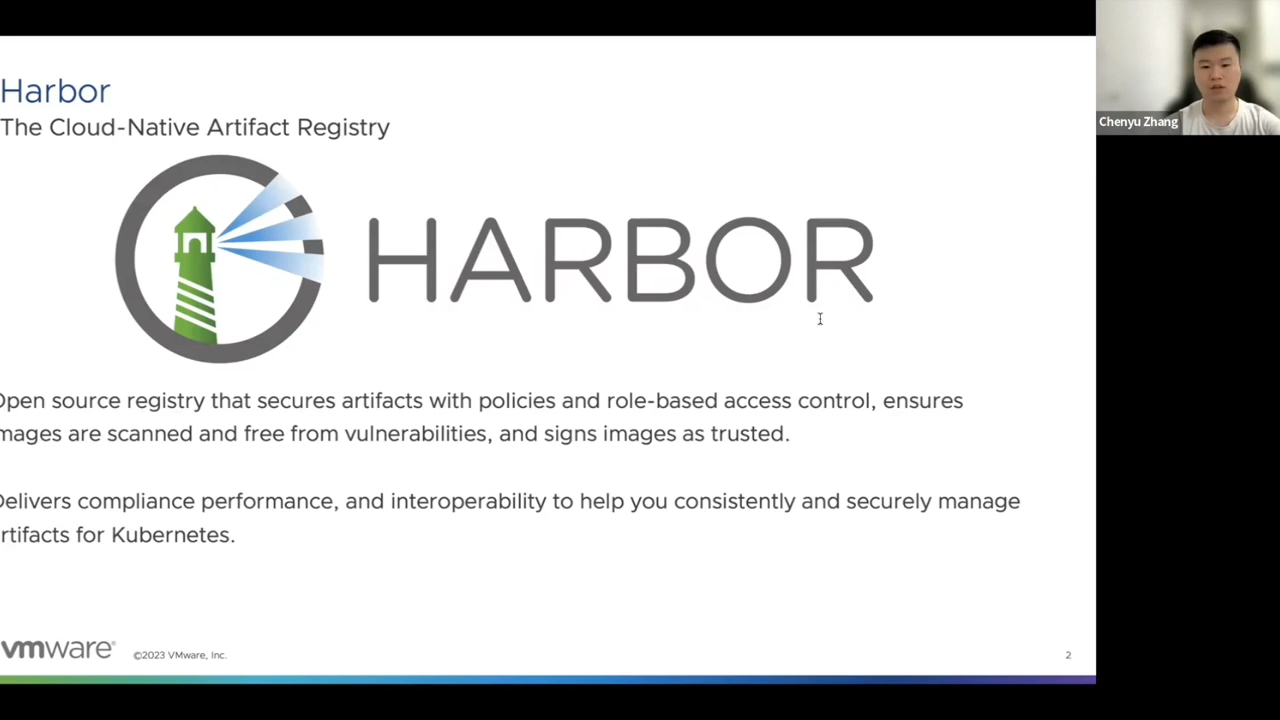 Harbor
The Cloud-Native Artifact Registry
HARBOR
Open source registry that secures artifacts with policies and role-based access control, ensures
mages are scanned and free from vulnerabilities, and signs images as trusted.
Delivers compliance performance, and interoperability to help you consistently and securely manage
rtifacts for Kubernetes.
vmware®
©2023 VMware, Inc.
2
Chenyu Zhang